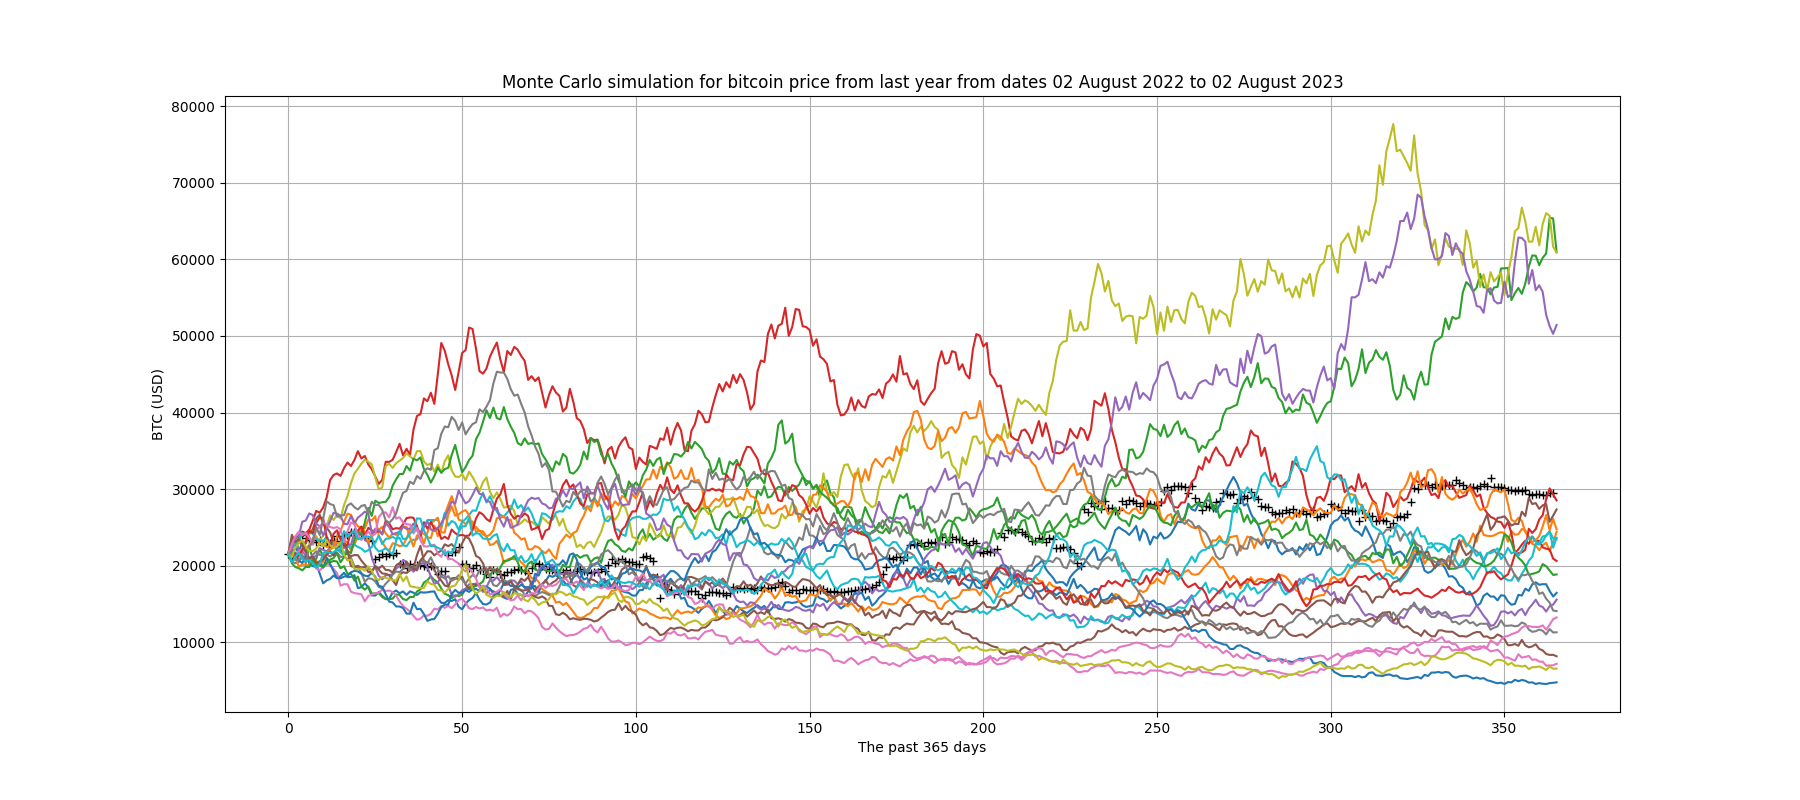 Monte Carlo simulation for bitcoin price from last year from dates 02 August 2022 to 02 August 2023
80000
70000
60000
50000
40000
30000
20000
10000
BTC (USD)
0 50 100 150 200 250 300 350
The past 365 days